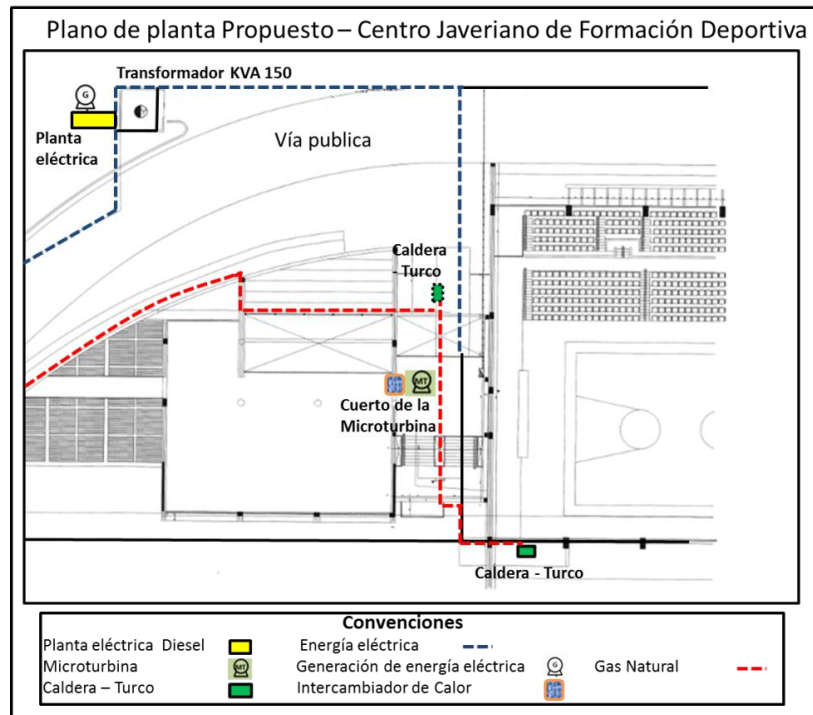 Plano de planta Propuesto – Centro Javeriano de Formación Deportiva
Transformador KVA 150
G
Planta
eléctrica
Vía publica
Caldera
- Turco
MT
Cuerto de la
Microturbina
Caldera - Turco
Convenciones
Planta eléctrica Diesel Energía eléctrica
Microturbina MT Generación de energía eléctrica G Gas Natural
Caldera – Turco Intercambiador de Calor